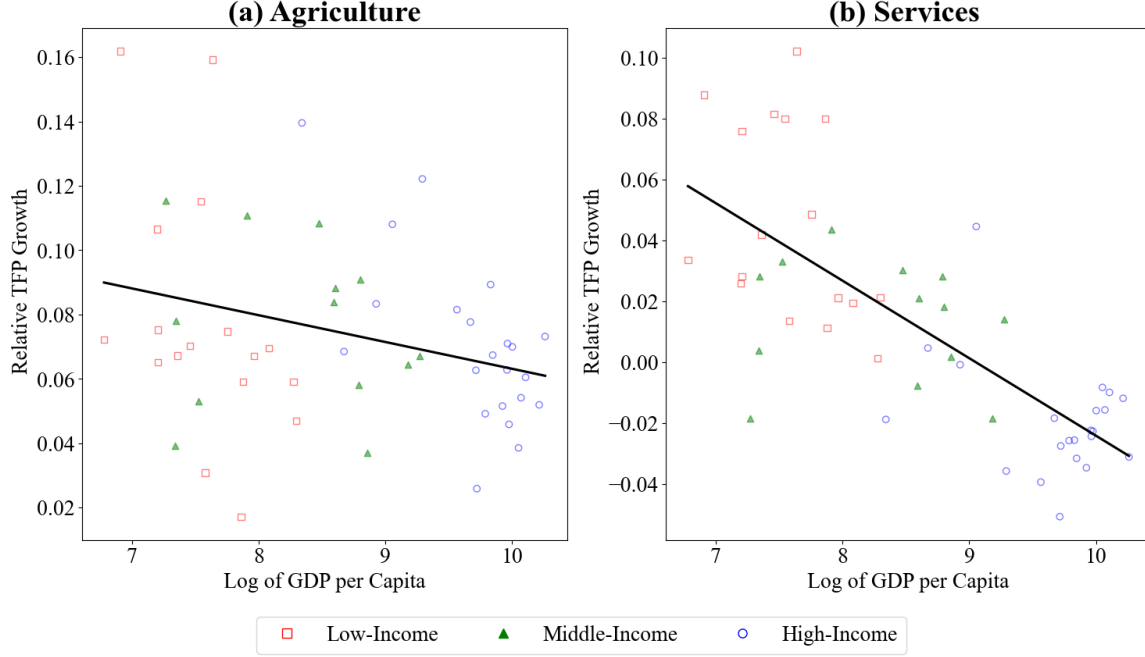 (a) Agriculture
(b) Services
Relative TFP Growth
0.16
0.14
0.12
0.10
0.08
0.06
0.04
0.02
7
8
9
10
Log of GDP per Capita
Relative TFP Growth
0.10
0.08
0.06
0.04
0.02
0.00
−0.02
−0.04
7
8
9
10
Log of GDP per Capita
Low-Income
Middle-Income
High-Income